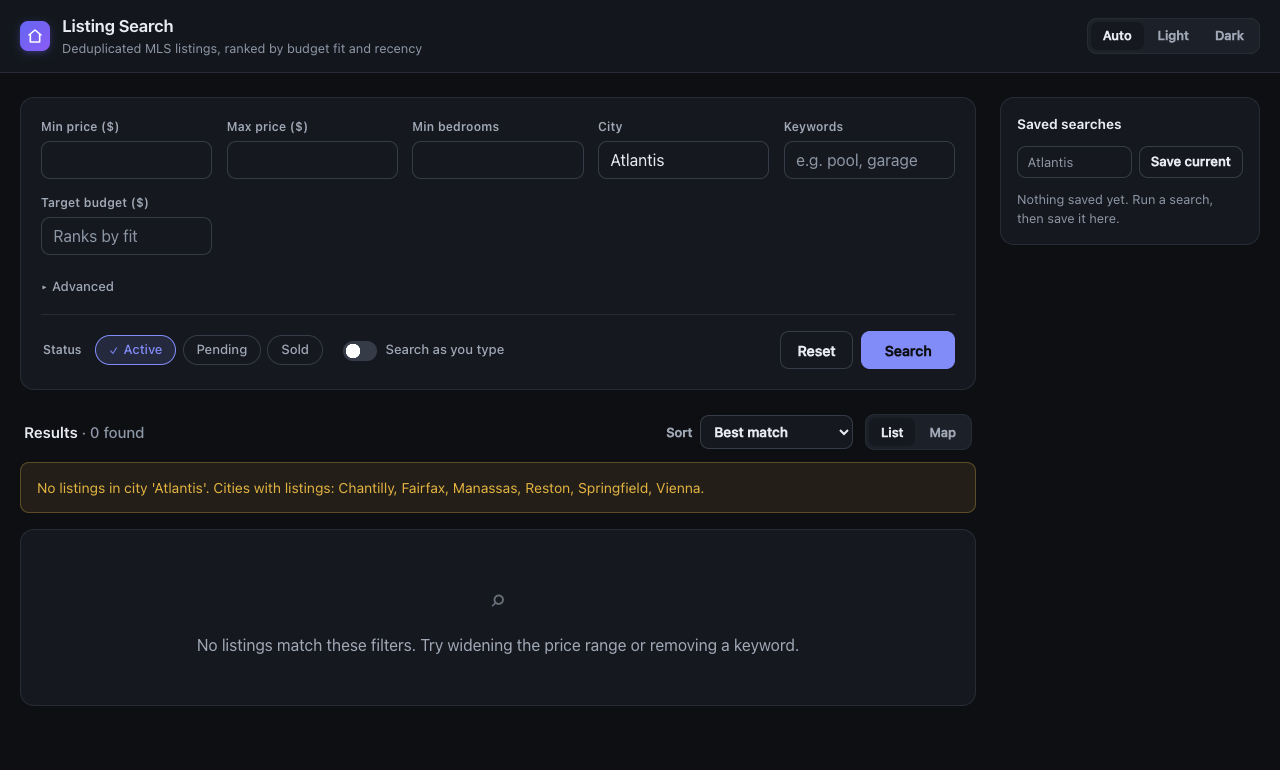 Listing Search
Deduplicated MLS listings, ranked by budget fit and recency
Auto Light Dark
Min price ($) Max price ($) Min bedrooms City Keywords
Atlantis e.g. pool, garage
Target budget ($)
Ranks by fit
▸ Advanced
Status ✓ Active Pending Sold Search as you type Reset Search
Saved searches
Atlantis Save current
Nothing saved yet. Run a search,
then save it here.
Results · 0 found Sort Best match List Map
No listings in city 'Atlantis'. Cities with listings: Chantilly, Fairfax, Manassas, Reston, Springfield, Vienna.
No listings match these filters. Try widening the price range or removing a keyword.